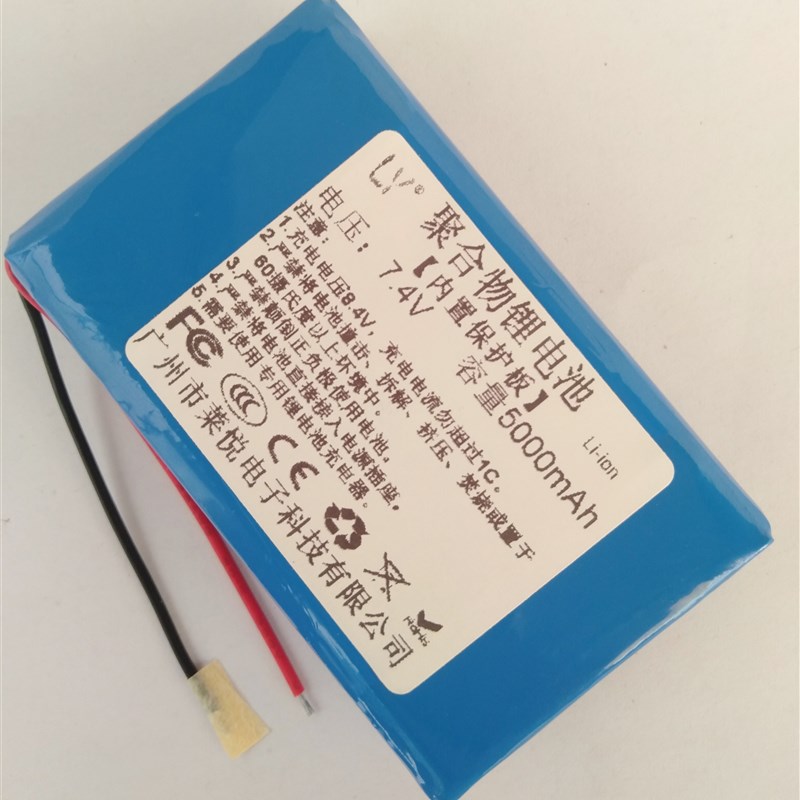 LY®
聚合物锂电池
【内置保护板】
Li-ion
电压：7.4V
容量5000mAh
注意：
1.充电电压8.4V，充电电流勿超过1C。
2.严禁将电池撞击、拆解、挤压、焚烧或置于
60摄氏度以上环境中。
3.严禁颠倒正负极使用电池。
4.严禁将电池直接接入电源插座。
5.需要使用专用锂电池充电器。
FC CCC CE
RoHS
广州市莱悦电子科技有限公司